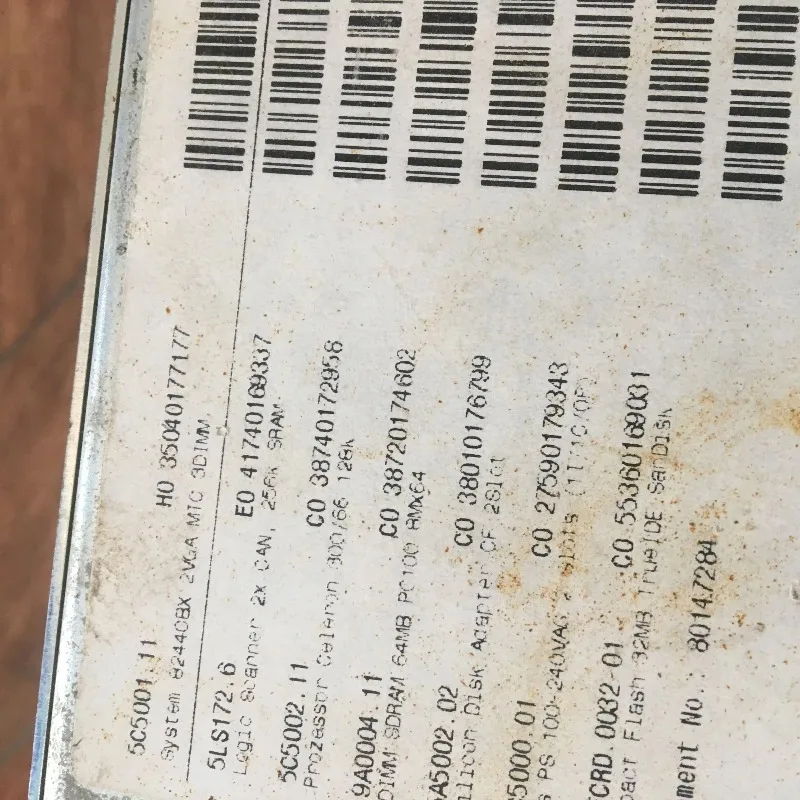 5C5001.11 H0 35040177177
System 82440BX 2VGA MTC 3DIMM
5LS172.6 E0 41740169337
Logic Scanner 2x CAN, 256k SRAM
5C5002.11 C0 38740172958
Prozessor Celeron 300/66 128k
9A0004.11 C0 38720174602
DIMM SDRAM 64MB PC100 8Mx64
A5002.02 C0 38010176799
ilicon Disk Adapter CF 2Slot
5000.01 C0 27590179343
PS 100-240VAC
CRD.0032-01 C0 55360169031
pact Flash 32MB TrueIDE SanDisk
ment No.: 80147284